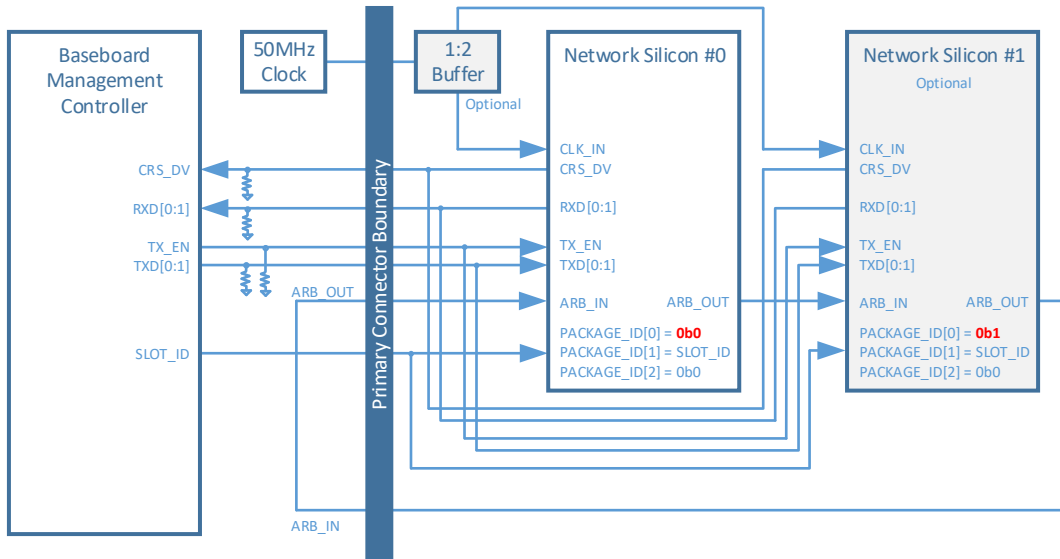 Baseboard
Management
Controller
CRS_DV
RXD[0:1]
TX_EN
TXD[0:1]
SLOT_ID
50MHz
Clock
ARB_OUT
ARB_IN
Primary Connector Boundary
1:2
Buffer
Optional
Network Silicon #0
CLK_IN
CRS_DV
RXD[0:1]
TX_EN
TXD[0:1]
ARB_IN ARB_OUT
PACKAGE_ID[0] = 0b0
PACKAGE_ID[1] = SLOT_ID
PACKAGE_ID[2] = 0b0
Network Silicon #1
Optional
CLK_IN
CRS_DV
RXD[0:1]
TX_EN
TXD[0:1]
ARB_IN ARB_OUT
PACKAGE_ID[0] = 0b1
PACKAGE_ID[1] = SLOT_ID
PACKAGE_ID[2] = 0b0